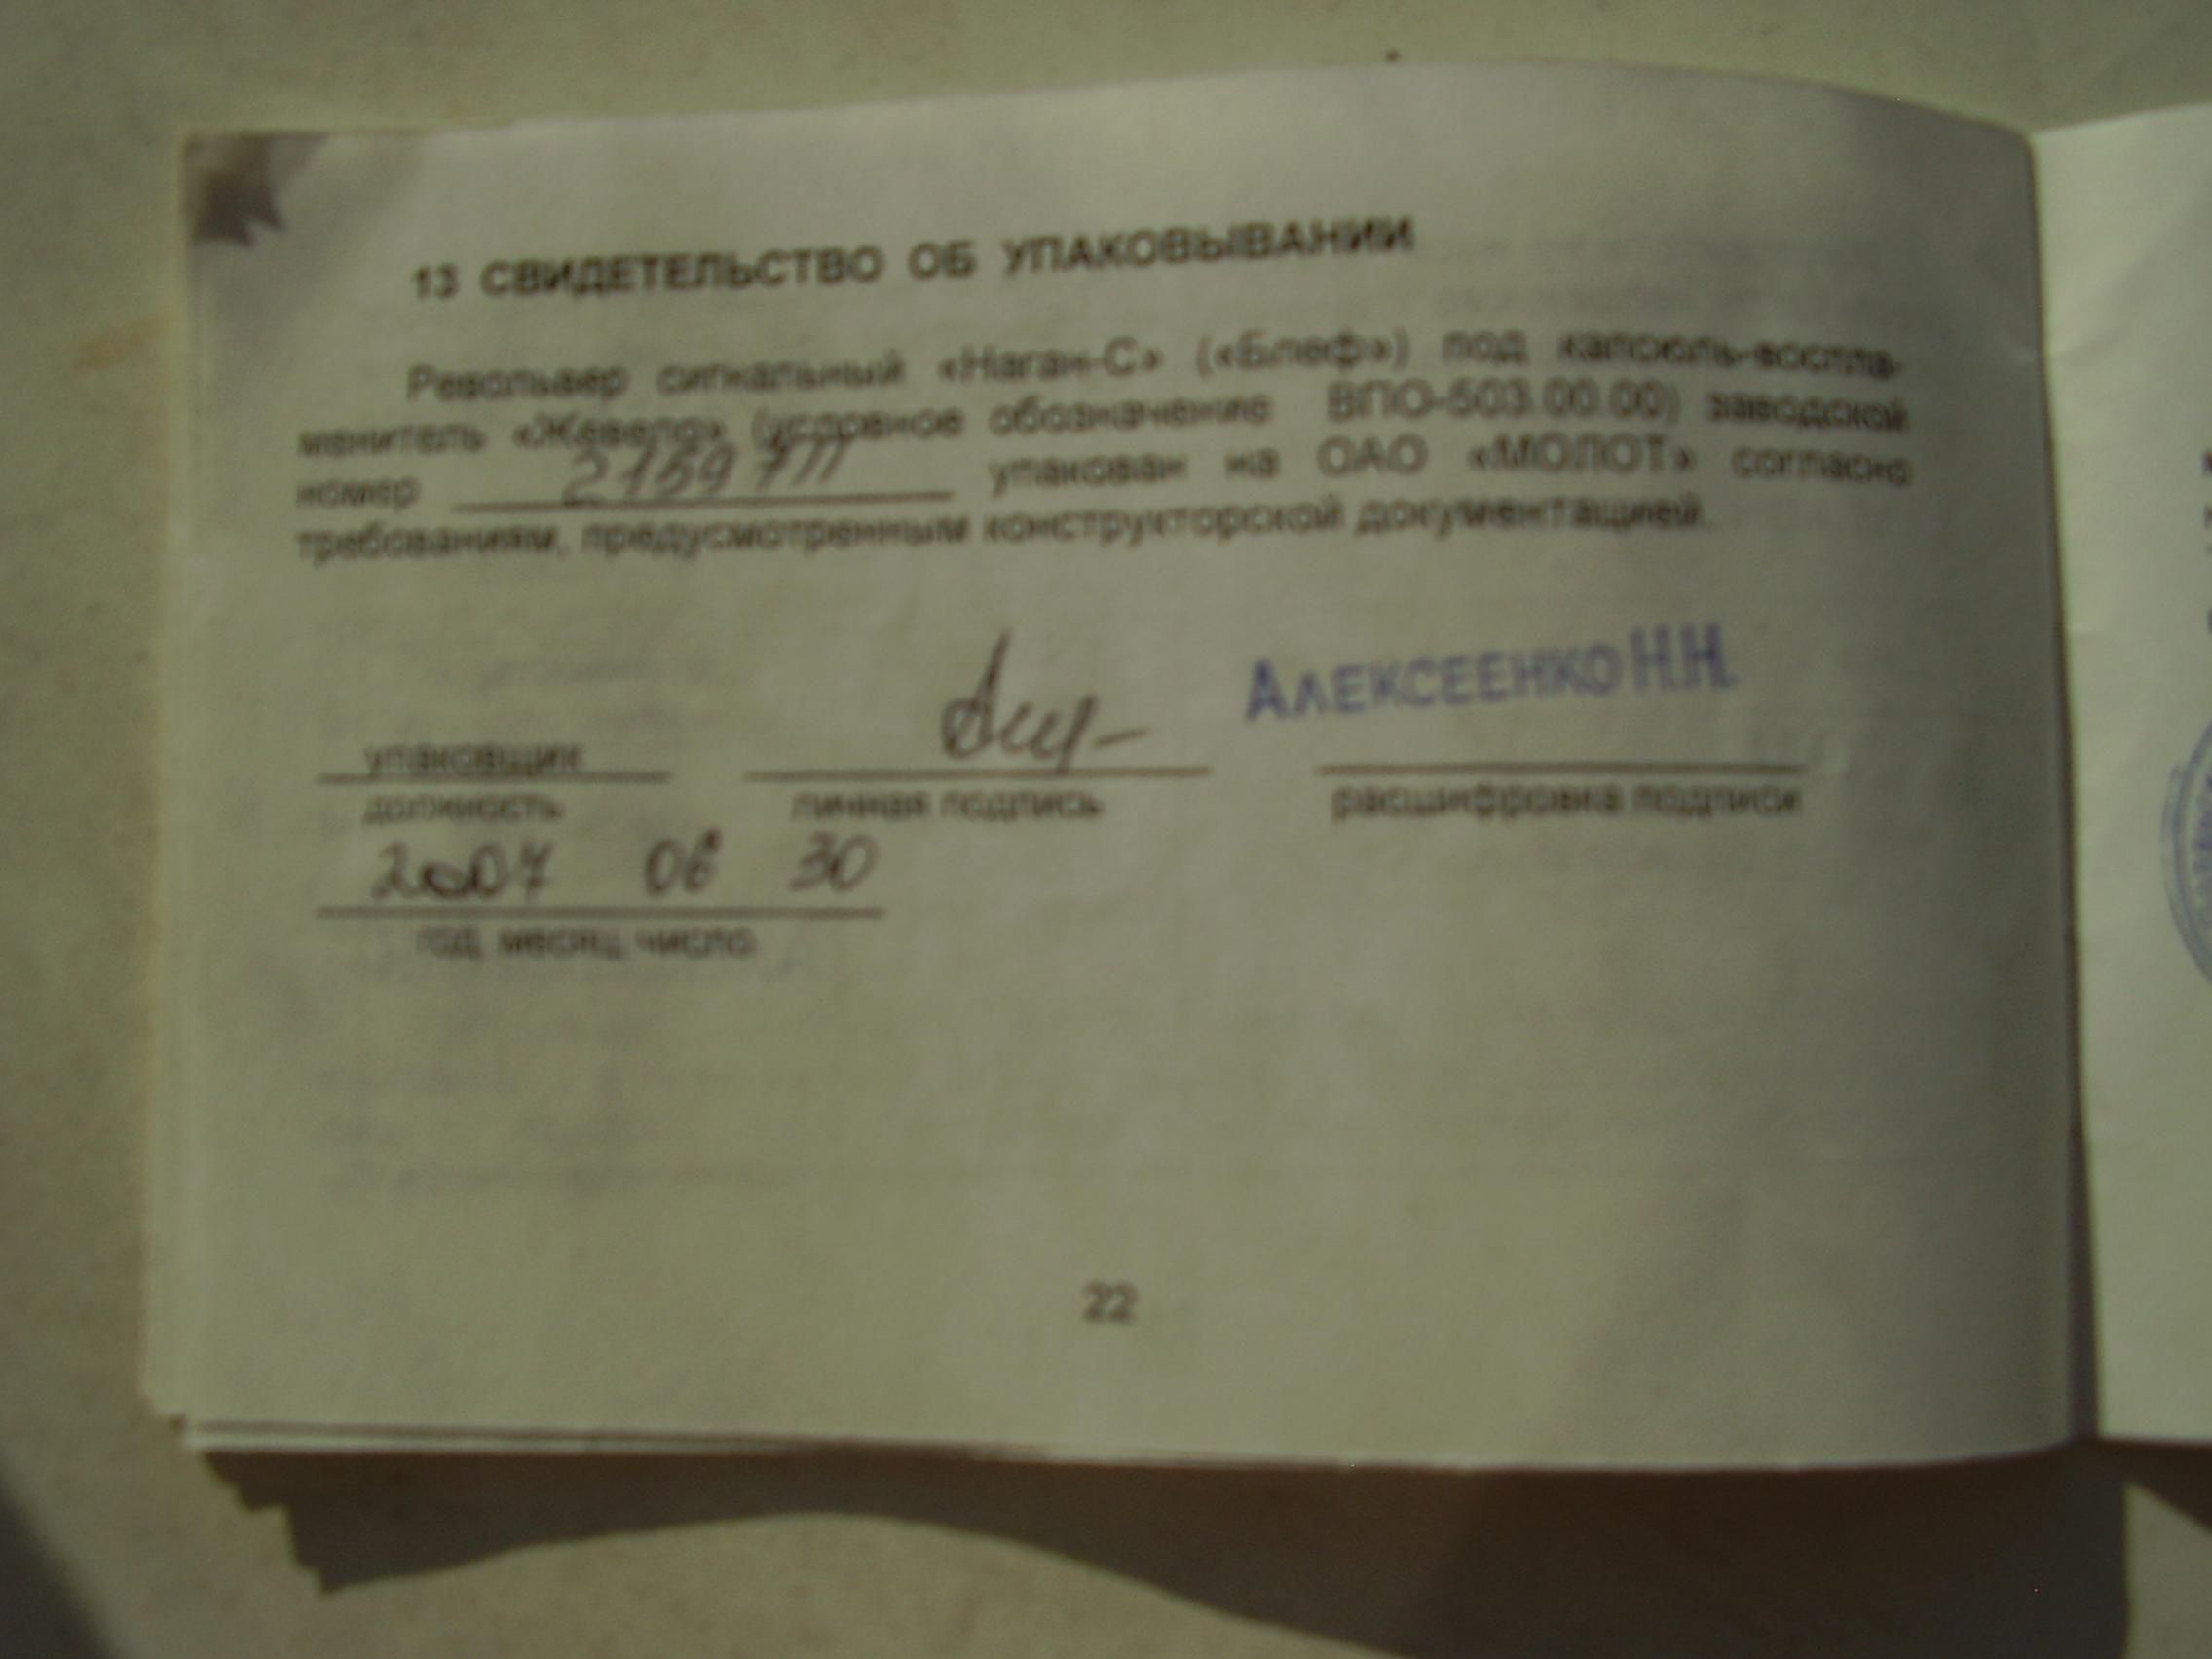 13 СВИДЕТЕЛЬСТВО ОБ УПАКОВЫВАНИИ
Револьвер сигнальный «Наган-С» («Блеф») под капсюль-воспла-
менитель «Жевело» (условное обозначение ВПО-503.00.00) заводской
номер упакован на ОАО «МОЛОТ» согласно
требованиям, предусмотренным конструкторской документацией.
АЛЕКСЕЕНКО Н.Н.
упаковщик
должность личная подпись расшифровка подписи
2007 06 30
год, месяц, число
22